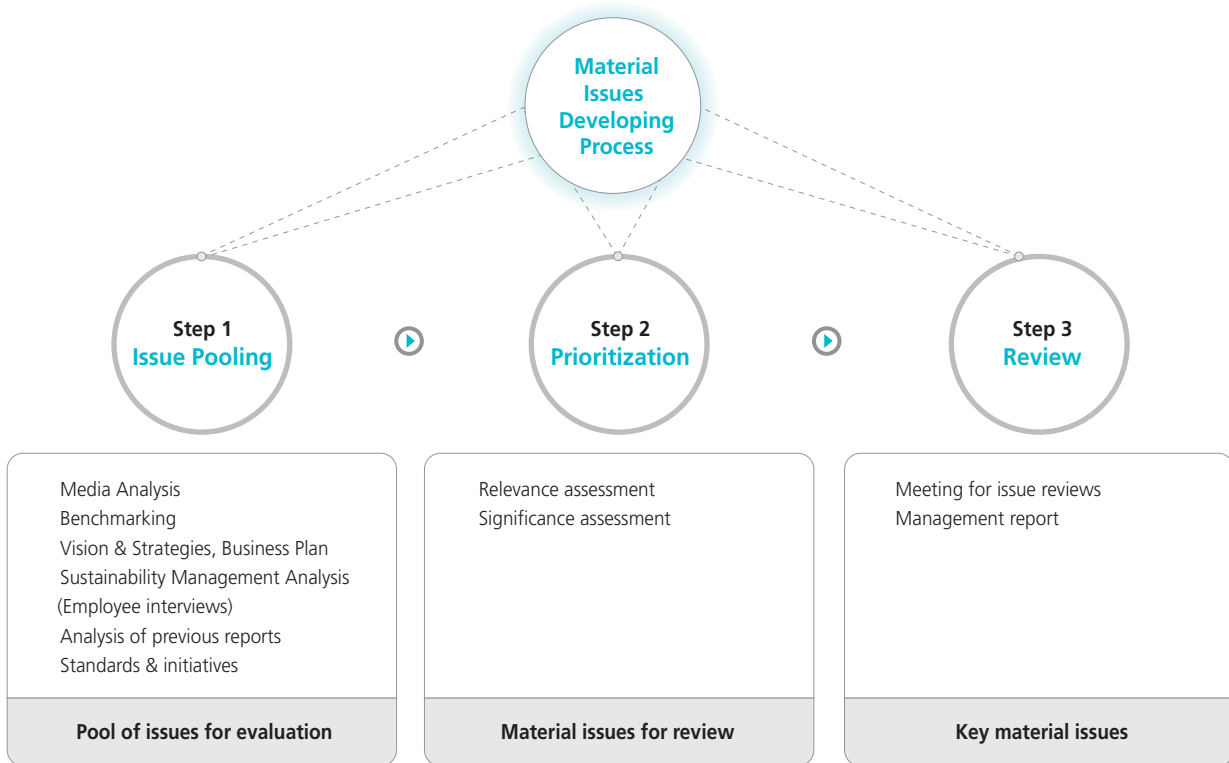 Material
Issues
Developing
Process
Step 1
Issue Pooling
Step 2
Prioritization
Step 3
Review
Media Analysis
Benchmarking
Vision & Strategies, Business Plan
Sustainability Management Analysis
(Employee interviews)
Analysis of previous reports
Standards & initiatives
Pool of issues for evaluation
Relevance assessment
Significance assessment
Material issues for review
Meeting for issue reviews
Management report
Key material issues